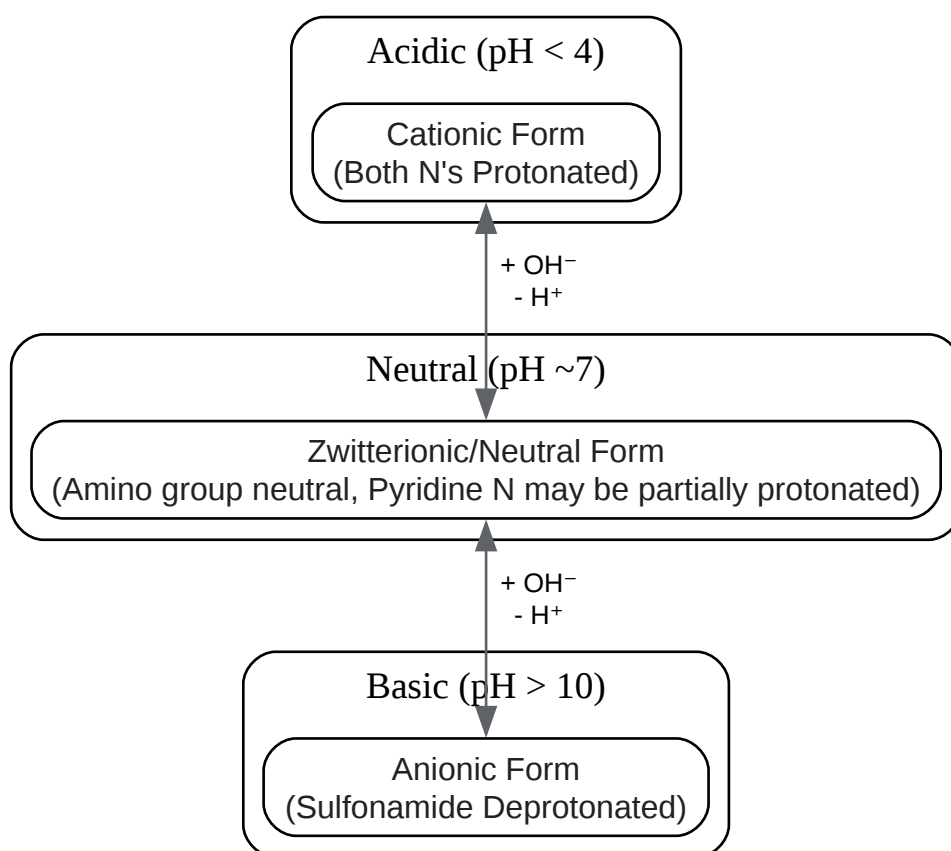 Acidic (pH < 4)
Cationic Form
(Both N's Protonated)
+ OH⁻
- H⁺
Neutral (pH ~7)
Zwitterionic/Neutral Form
(Amino group neutral, Pyridine N may be partially protonated)
+ OH⁻
- H⁺
Basic (pH > 10)
Anionic Form
(Sulfonamide Deprotonated)